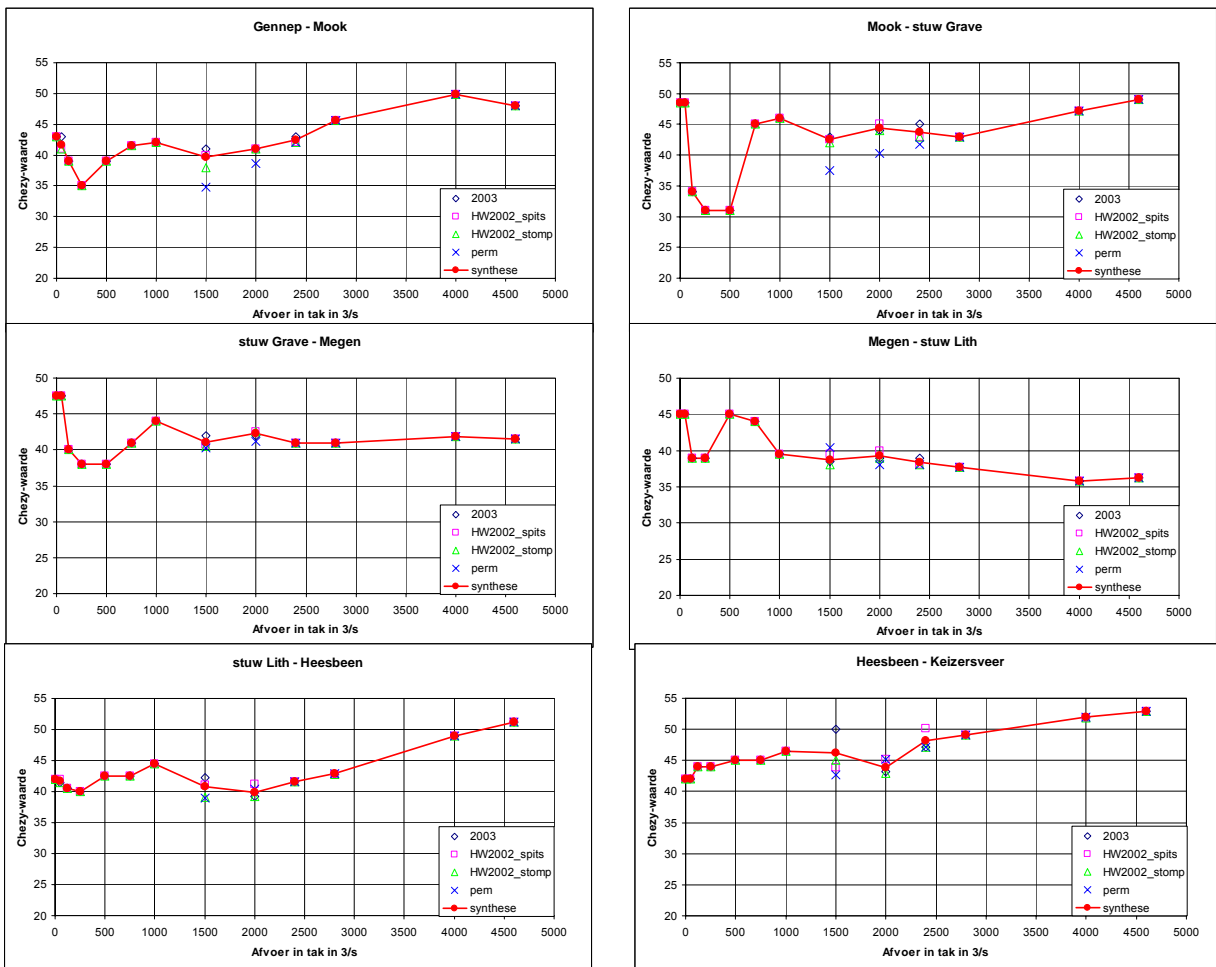 Gennep - Mook
55
50
45
40
35
30
25
20
Chezy-waarde
2003
HW2002_spits
HW2002_stomp
perm
synthese
0 500 1000 1500 2000 2500 3000 3500 4000 4500 5000
Afvoer in tak in 3/s
Mook - stuw Grave
55
50
45
40
35
30
25
20
Chezy-waarde
2003
HW2002_spits
HW2002_stomp
perm
synthese
0 500 1000 1500 2000 2500 3000 3500 4000 4500 5000
Afvoer in tak in 3/s
stuw Grave - Megen
50
45
40
35
30
25
20
Chezy-waarde
2003
HW2002_spits
HW2002_stomp
perm
synthese
0 500 1000 1500 2000 2500 3000 3500 4000 4500 5000
Afvoer in tak in 3/s
Megen - stuw Lith
50
45
40
35
30
25
20
Chezy-waarde
2003
HW2002_spits
HW2002_stomp
perm
synthese
0 500 1000 1500 2000 2500 3000 3500 4000 4500 5000
Afvoer in tak in 3/s
stuw Lith - Heesbeen
55
50
45
40
35
30
25
20
Chezy-waarde
2003
HW2002_spits
HW2002_stomp
perm
synthese
0 500 1000 1500 2000 2500 3000 3500 4000 4500 5000
Afvoer in tak in 3/s
Heesbeen - Keizersveer
55
50
45
40
35
30
25
20
Chezy-waarde
2003
HW2002_spits
HW2002_stomp
perm
synthese
0 500 1000 1500 2000 2500 3000 3500 4000 4500 5000
Afvoer in tak in 3/s